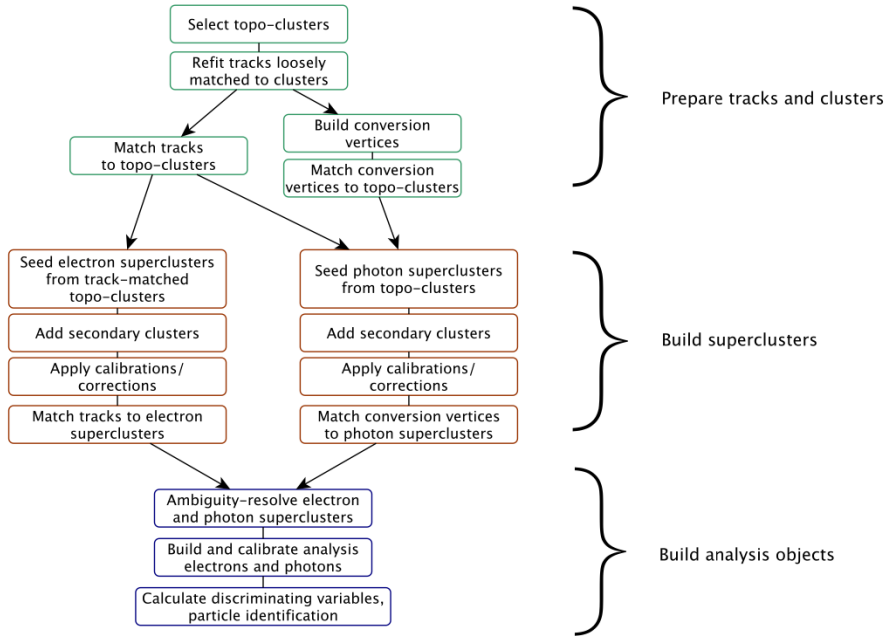 Select topo-clusters
Refit tracks loosely
matched to clusters
Prepare tracks and clusters
Build conversion
vertices
Match tracks
to topo-clusters
Match conversion
vertices to topo-clusters
Seed electron superclusters
from track-matched
topo-clusters
Seed photon superclusters
from topo-clusters
Add secondary clusters
Add secondary clusters
Build superclusters
Apply calibrations/
corrections
Apply calibrations/
corrections
Match tracks to electron
superclusters
Match conversion vertices
to photon superclusters
Ambiguity-resolve electron
and photon superclusters
Build and calibrate analysis
electrons and photons
Build analysis objects
Calculate discriminating variables,
particle identification